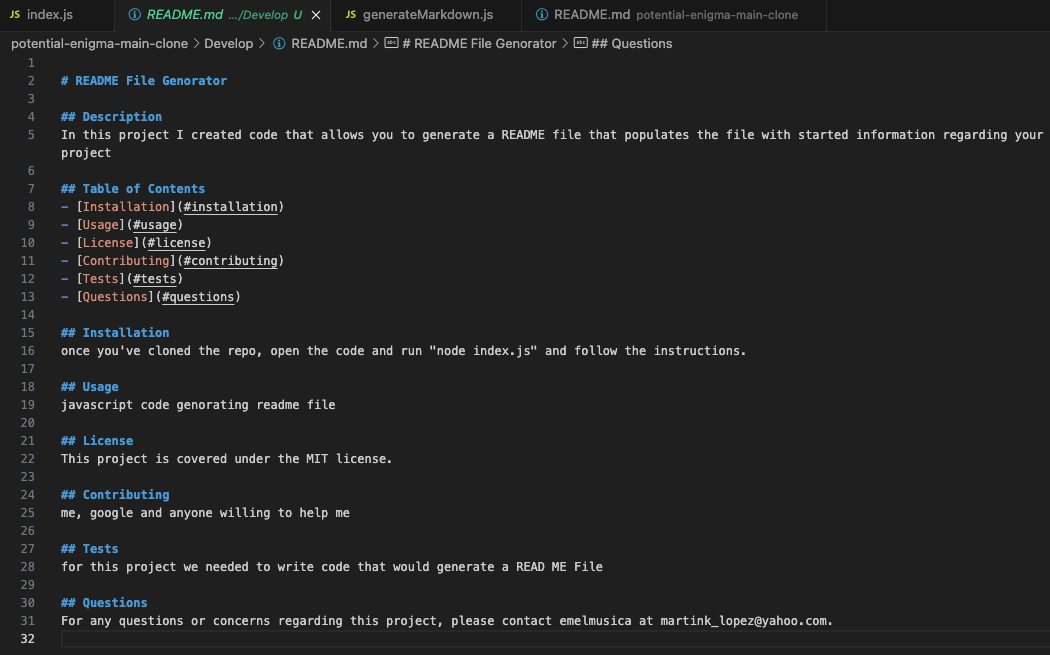 JS index.js
README.md .../Develop U
JS generateMarkdown.js
README.md potential-enigma-main-clone
potential-enigma-main-clone > Develop > README.md > # README File Genorator > ## Questions
1
2 # README File Genorator
3
4 ## Description
5 In this project I created code that allows you to generate a README file that populates the file with started information regarding your
project
6
7 ## Table of Contents
8 - [Installation](#installation)
9 - [Usage](#usage)
10 - [License](#license)
11 - [Contributing](#contributing)
12 - [Tests](#tests)
13 - [Questions](#questions)
14
15 ## Installation
16 once you've cloned the repo, open the code and run "node index.js" and follow the instructions.
17
18 ## Usage
19 javascript code genorating readme file
20
21 ## License
22 This project is covered under the MIT license.
23
24 ## Contributing
25 me, google and anyone willing to help me
26
27 ## Tests
28 for this project we needed to write code that would generate a READ ME File
29
30 ## Questions
31 For any questions or concerns regarding this project, please contact emelmusica at martink_lopez@yahoo.com.
32